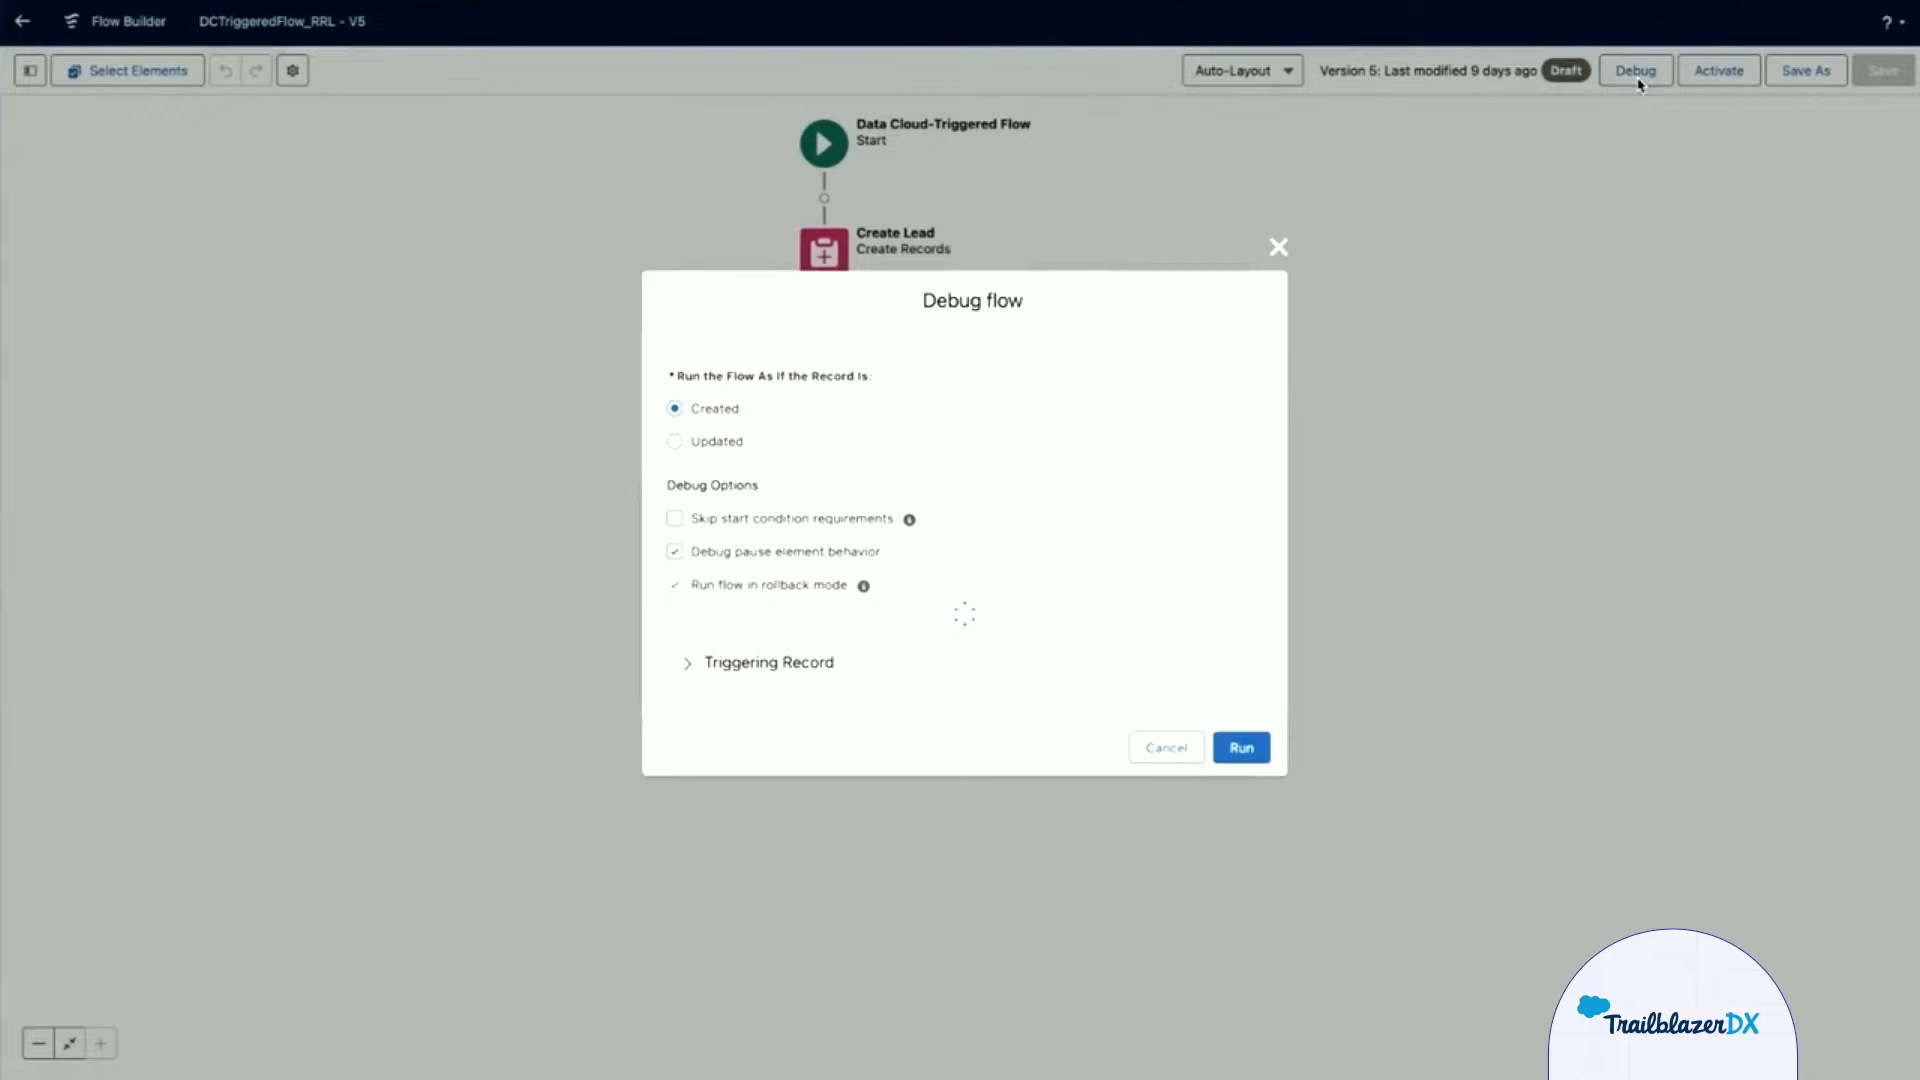 Flow Builder
DCTriggeredFlow_RRL - V5
?
Select Elements
Auto-Layout
Version 5: Last modified 9 days ago
Draft
Debug
Activate
Save As
Save
Data Cloud-Triggered Flow
Start
Create Lead
Create Records
Debug flow
* Run the Flow As If the Record Is:
Created
Updated
Debug Options
Skip start condition requirements
Debug pause element behavior
Run flow in rollback mode
Triggering Record
Cancel
Run
TrailblazerDX